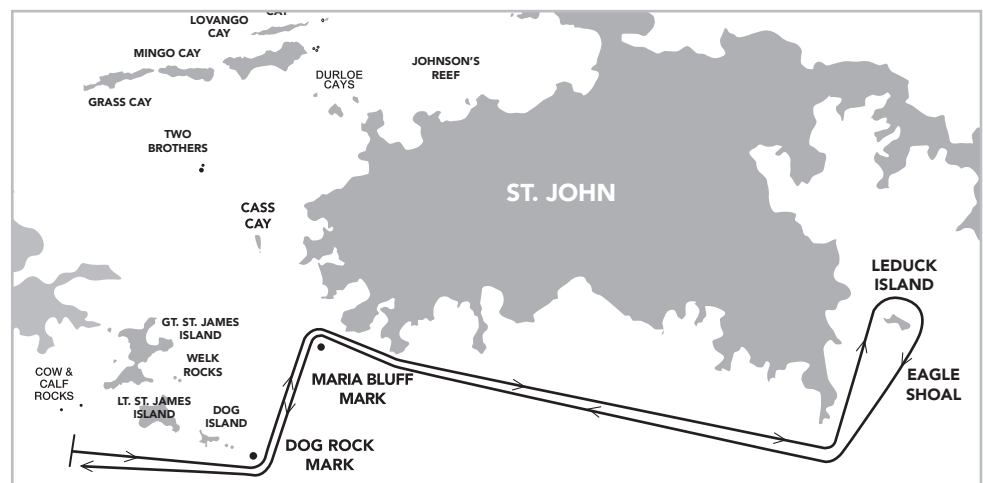 CAY
LOVANGO
CAY
MINGO CAY
GRASS CAY
DURLOE
CAYS
JOHNSON'S
REEF
TWO
BROTHERS
ST. JOHN
CASS
CAY
LEDUCK
ISLAND
GT. ST. JAMES
ISLAND
WELK
ROCKS
COW &
CALF
ROCKS
LT. ST. JAMES
ISLAND
DOG
ISLAND
MARIA BLUFF
MARK
EAGLE
SHOAL
DOG ROCK
MARK